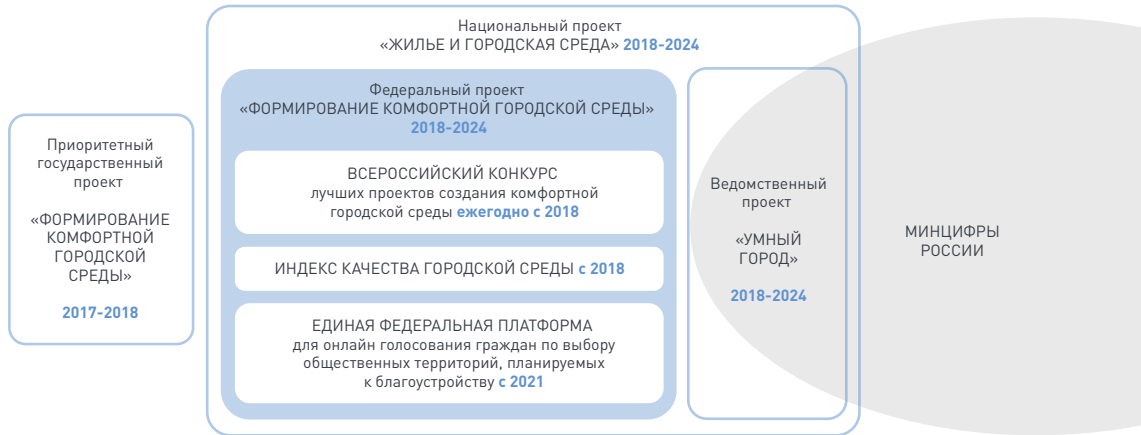 Приоритетный
государственный
проект
«ФОРМИРОВАНИЕ
КОМФОРТНОЙ
ГОРОДСКОЙ
СРЕДЫ»
2017-2018
Национальный проект
«ЖИЛЬЕ И ГОРОДСКАЯ СРЕДА» 2018-2024
Федеральный проект
«ФОРМИРОВАНИЕ КОМФОРТНОЙ ГОРОДСКОЙ СРЕДЫ»
2018-2024
ВСЕРОССИЙСКИЙ КОНКУРС
лучших проектов создания комфортной
городской среды ежегодно с 2018
ИНДЕКС КАЧЕСТВА ГОРОДСКОЙ СРЕДЫ с 2018
ЕДИНАЯ ФЕДЕРАЛЬНАЯ ПЛАТФОРМА
для онлайн голосования граждан по выбору
общественных территорий, планируемых
к благоустройству с 2021
Ведомственный
проект
«УМНЫЙ
ГОРОД»
2018-2024
МИНЦИФРЫ
РОССИИ